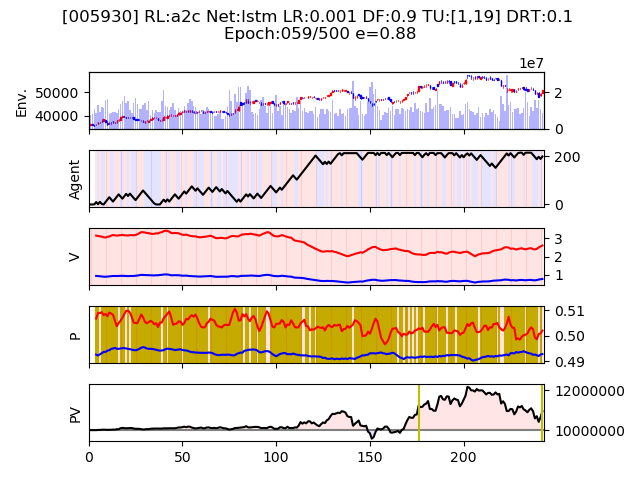 [005930] RL:a2c Net:lstm LR:0.001 DF:0.9 TU:[1,19] DRT:0.1
Epoch:059/500 e=0.88
1e7
Env.
50000
40000
2
0
Agent
200
0
V
3
2
1
P
0.51
0.50
0.49
PV
12000000
10000000
0
50
100
150
200